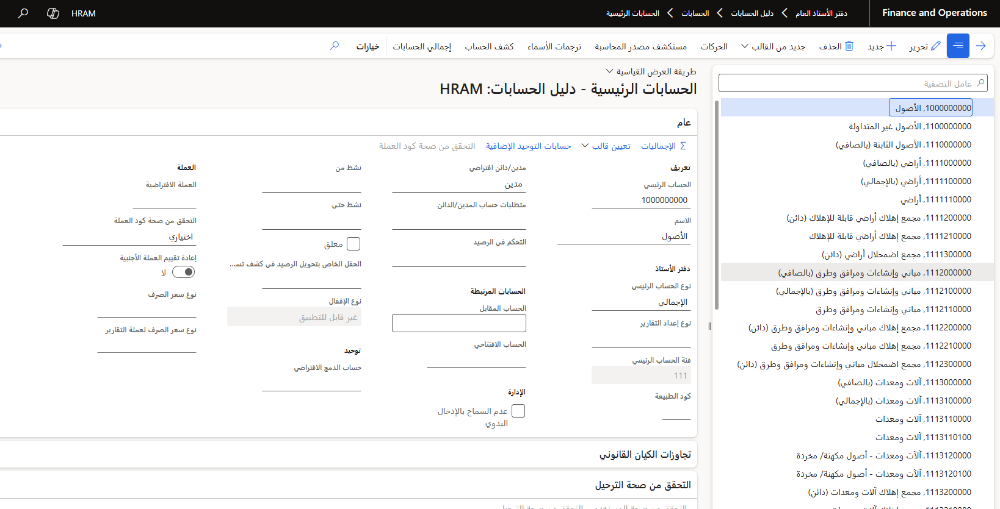 Finance and Operations
دفتر الأستاذ العام
دليل الحسابات
الحسابات
الحسابات الرئيسية
HRAM
تحرير
جديد
الحذف
جديد من القالب
الحركات
مستكشف مصدر المحاسبة
ترجمات الأسماء
كشف الحساب
إجمالي الحسابات
خيارات
عامل التصفية
1000000000, الأصول
1100000000, الأصول غير المتداولة
1110000000, الأصول الثابتة (بالصافي)
1111000000, أراضي (بالصافي)
1111100000, أراضي (بالإجمالي)
1111110000, أراضي
1111200000, مجمع إهلاك أراضي قابلة للإهلاك (دائن)
1111210000, مجمع إهلاك أراضي قابلة للإهلاك
1111300000, مجمع اضمحلال أراضي (دائن)
1112000000, مباني وإنشاءات ومرافق وطرق (بالصافي)
1112100000, مباني وإنشاءات ومرافق وطرق (بالإجمالي)
1112110000, مباني وإنشاءات ومرافق وطرق
1112200000, مجمع إهلاك مباني وإنشاءات ومرافق وطرق (دائن)
1112210000, مجمع إهلاك مباني وإنشاءات ومرافق وطرق
1112300000, مجمع اضمحلال مباني وإنشاءات ومرافق وطرق (دائن)
1113000000, آلات ومعدات (بالصافي)
1113100000, آلات ومعدات (بالإجمالي)
1113110000, آلات ومعدات
1113110100, آلات ومعدات
1113120000, آلآت ومعدات - أصول مكهنة/ مخردة
1113120100, آلآت ومعدات - أصول مكهنة/ مخردة
1113200000, مجمع إهلاك آلات ومعدات (دائن)
طريقة العرض القياسية
الحسابات الرئيسية - دليل الحسابات: HRAM
عام
الإجماليات
تعيين قالب
حسابات التوحيد الإضافية
التحقق من صحة كود العملة
تعريف
الحساب الرئيسي
1000000000
الاسم
الأصول
دفتر الأستاذ
نوع الحساب الرئيسي
الإجمالي
نوع إعداد التقارير
فئة الحساب الرئيسي
111
كود الطبيعة
مدين/دائن افتراضي
مدين
متطلبات حساب المدين/الدائن
التحكم في الرصيد
الحسابات المرتبطة
الحساب المقابل
الحساب الافتتاحي
الإدارة
عدم السماح بالإدخال
اليدوي
نشط من
نشط حتى
معلق
الحقل الخاص بتحويل الرصيد في كشف تس...
نوع الإقفال
غير قابل للتطبيق
توحيد
حساب الدمج الافتراضي
العملة
العملة الافتراضية
التحقق من صحة كود العملة
اختياري
إعادة تقييم العملة الأجنبية
لا
نوع سعر الصرف
نوع سعر الصرف لعملة التقارير
تجاوزات الكيان القانوني
التحقق من صحة الترحيل